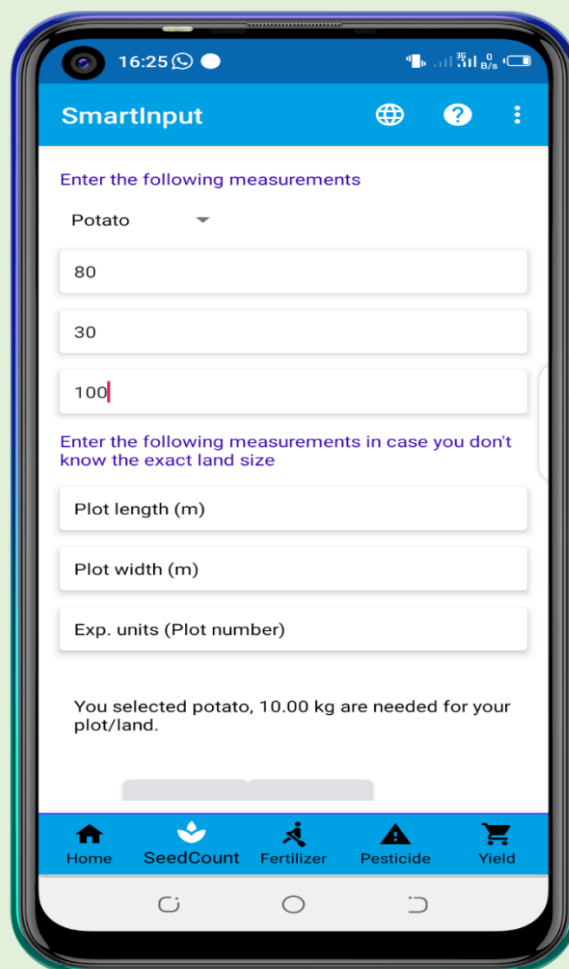 16:25
3G
0
B/s
SmartInput
?
Enter the following measurements
Potato
80
30
100
Enter the following measurements in case you don't
know the exact land size
Plot length (m)
Plot width (m)
Exp. units (Plot number)
You selected potato, 10.00 kg are needed for your
plot/land.
Home SeedCount Fertilizer Pesticide Yield